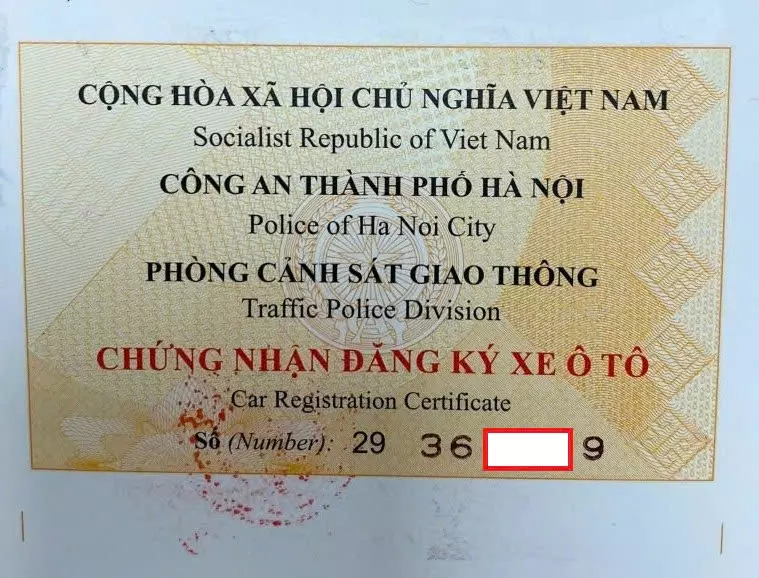 CỘNG HÒA XÃ HỘI CHỦ NGHĨA VIỆT NAM
Socialist Republic of Viet Nam
CÔNG AN THÀNH PHỐ HÀ NỘI
Police of Ha Noi City
PHÒNG CẢNH SÁT GIAO THÔNG
Traffic Police Division
CHỨNG NHẬN ĐĂNG KÝ XE Ô TÔ
Car Registration Certificate
Số (Number): 29 36 9